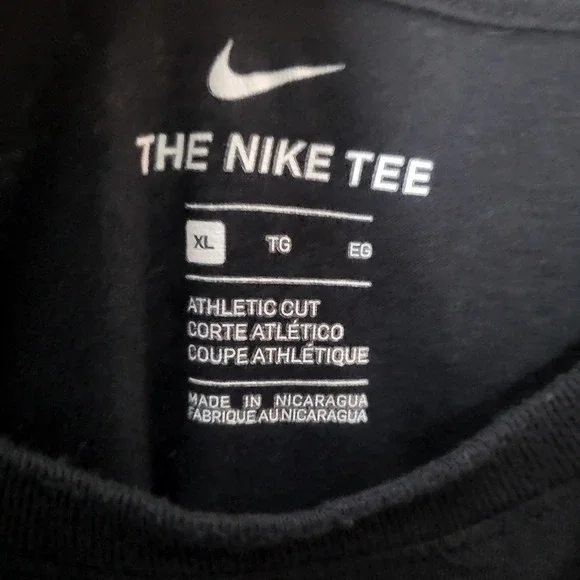 THE NIKE TEE
XL TG EG
ATHLETIC CUT
CORTE ATLÉTICO
COUPE ATHLÉTIQUE
MADE IN NICARAGUA
FABRIQUE AU NICARAGUA